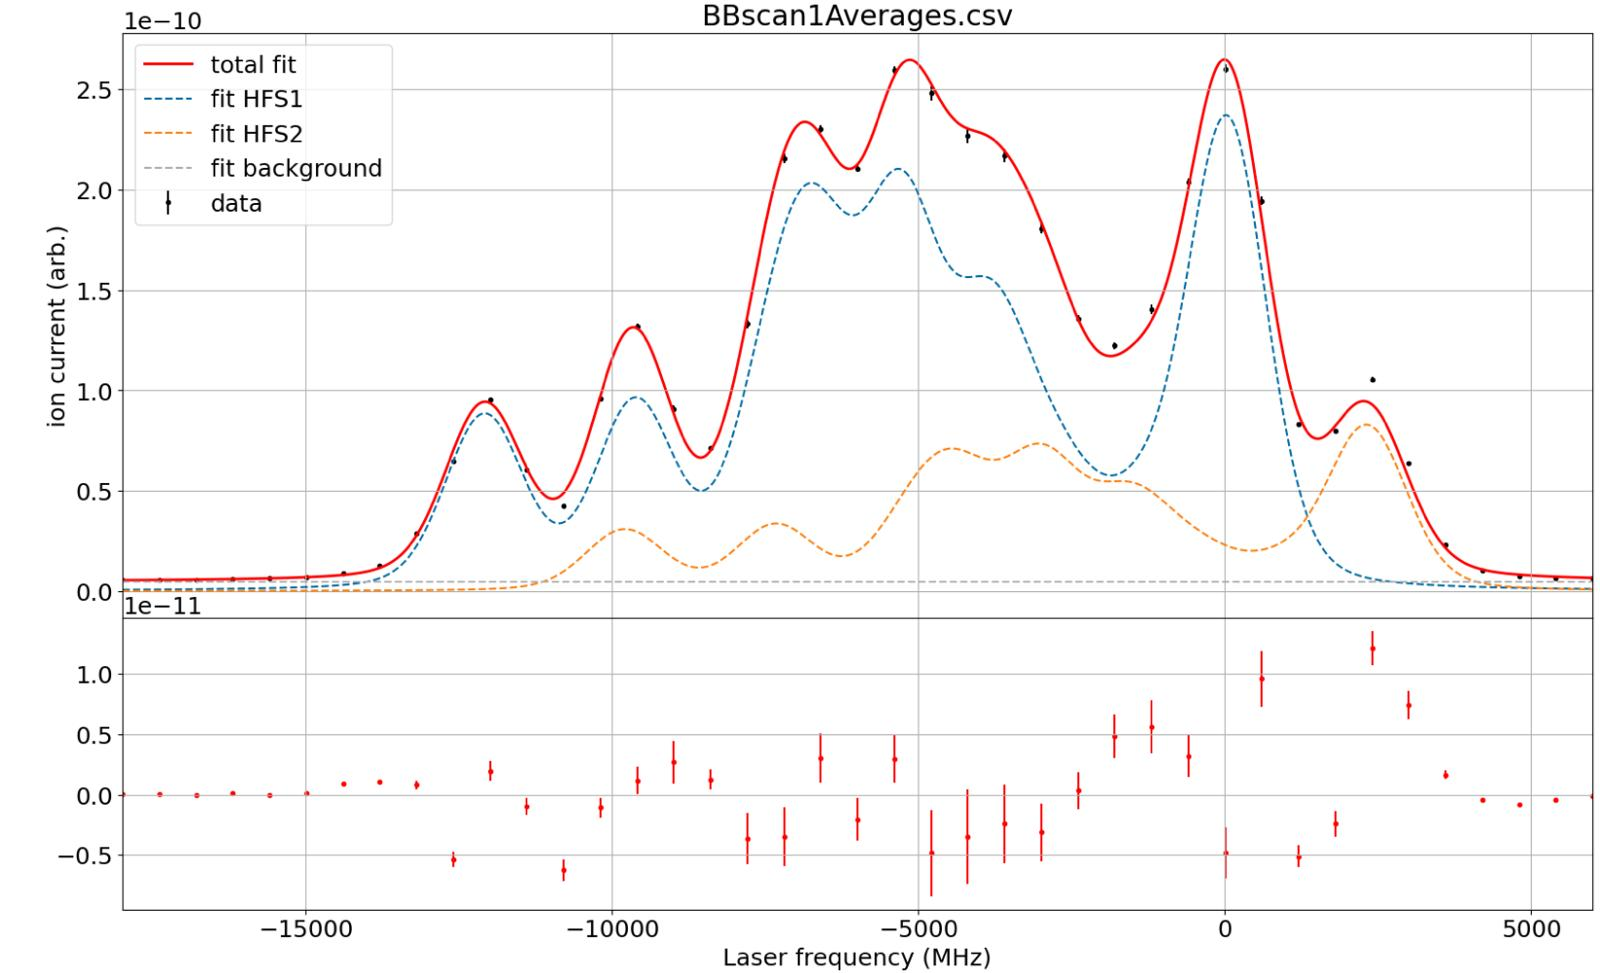 BBscan1Averages.csv
1e−10
total fit
fit HFS1
fit HFS2
fit background
data
2.5
2.0
1.5
1.0
0.5
0.0
ion current (arb.)
1e−11
1.0
0.5
0.0
−0.5
−15000 −10000 −5000 0 5000
Laser frequency (MHz)